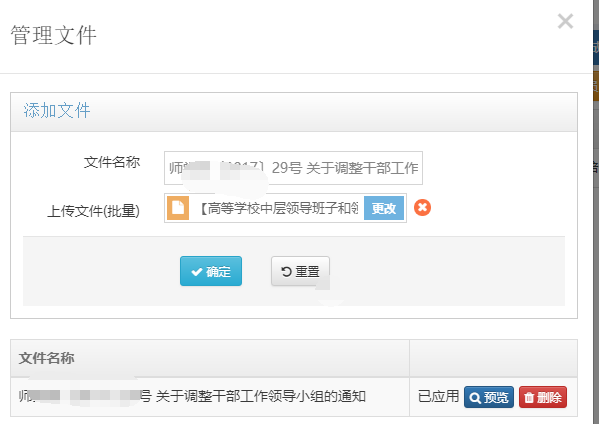 管理文件
添加文件
文件名称
29号 关于调整干部工作
上传文件(批量)
【高等学校中层领导班子和领
更改
确定
重置
文件名称
号 关于调整干部工作领导小组的通知
已应用
预览
删除